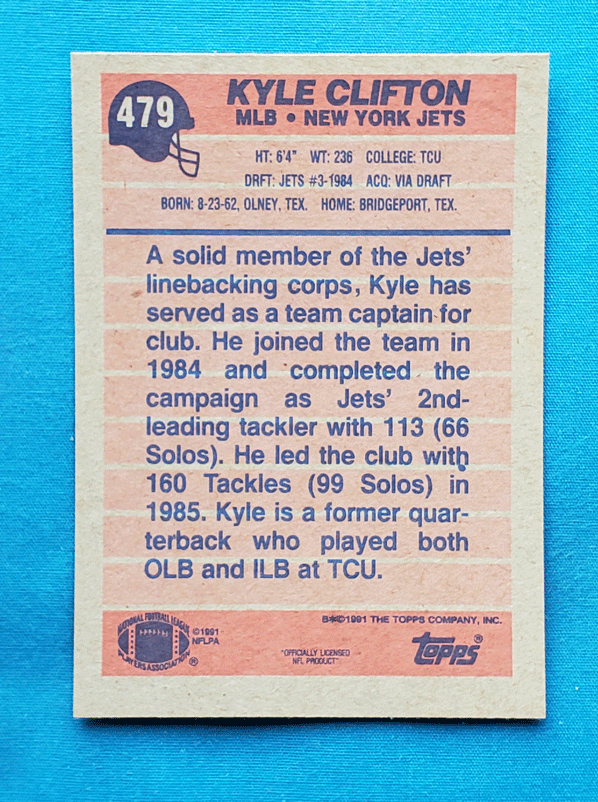 479
KYLE CLIFTON
MLB • NEW YORK JETS
HT: 6'4" WT: 236 COLLEGE: TCU
DRFT: JETS #3-1984 ACQ: VIA DRAFT
BORN: 8-23-62, OLNEY, TEX. HOME: BRIDGEPORT, TEX.
A solid member of the Jets'
linebacking corps, Kyle has
served as a team captain for
club. He joined the team in
1984 and completed the
campaign as Jets' 2nd-
leading tackler with 113 (66
Solos). He led the club with
160 Tackles (99 Solos) in
1985. Kyle is a former quar-
terback who played both
OLB and ILB at TCU.
NATIONAL FOOTBALL LEAGUE
PLAYERS ASSOCIATION ®
©1991
NFLPA
"OFFICIALLY LICENSED
NFL PRODUCT"
B✱©1991 THE TOPPS COMPANY, INC.
TOPPS®